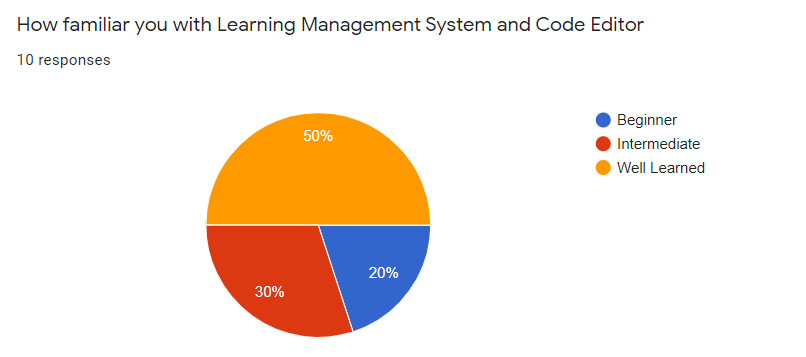 How familiar you with Learning Management System and Code Editor
10 responses
50%
20%
30%
Beginner
Intermediate
Well Learned